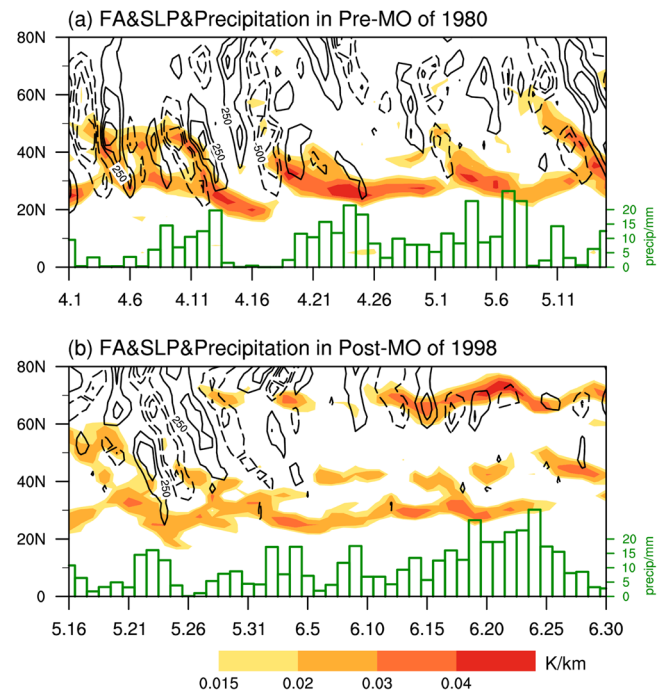 (a) FA&SLP&Precipitation in Pre-MO of 1980
80N
60N
40N
20N
0
250
250
500
250
20
15
10
5
0
precip/mm
4.1 4.6 4.11 4.16 4.21 4.26 5.1 5.6 5.11
(b) FA&SLP&Precipitation in Post-MO of 1998
80N
60N
40N
20N
0
250
250
20
15
10
5
0
precip/mm
5.16 5.21 5.26 5.31 6.5 6.10 6.15 6.20 6.25 6.30
K/km
0.015 0.02 0.03 0.04